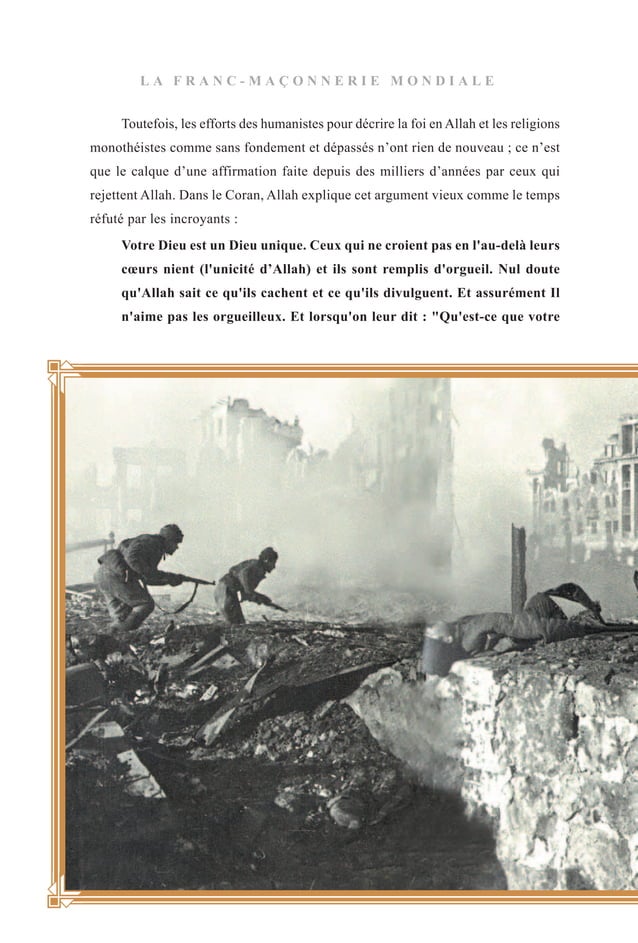 LA FRANC-MAÇONNERIE MONDIALE
Toutefois, les efforts des humanistes pour décrire la foi en Allah et les religions
monothéistes comme sans fondement et dépassés n’ont rien de nouveau ; ce n’est
que le calque d’une affirmation faite depuis des milliers d’années par ceux qui
rejettent Allah. Dans le Coran, Allah explique cet argument vieux comme le temps
réfuté par les incroyants :
Votre Dieu est un Dieu unique. Ceux qui ne croient pas en l'au-delà leurs
cœurs nient (l'unicité d’Allah) et ils sont remplis d'orgueil. Nul doute
qu'Allah sait ce qu'ils cachent et ce qu'ils divulguent. Et assurément Il
n'aime pas les orgueilleux. Et lorsqu'on leur dit : "Qu'est-ce que votre